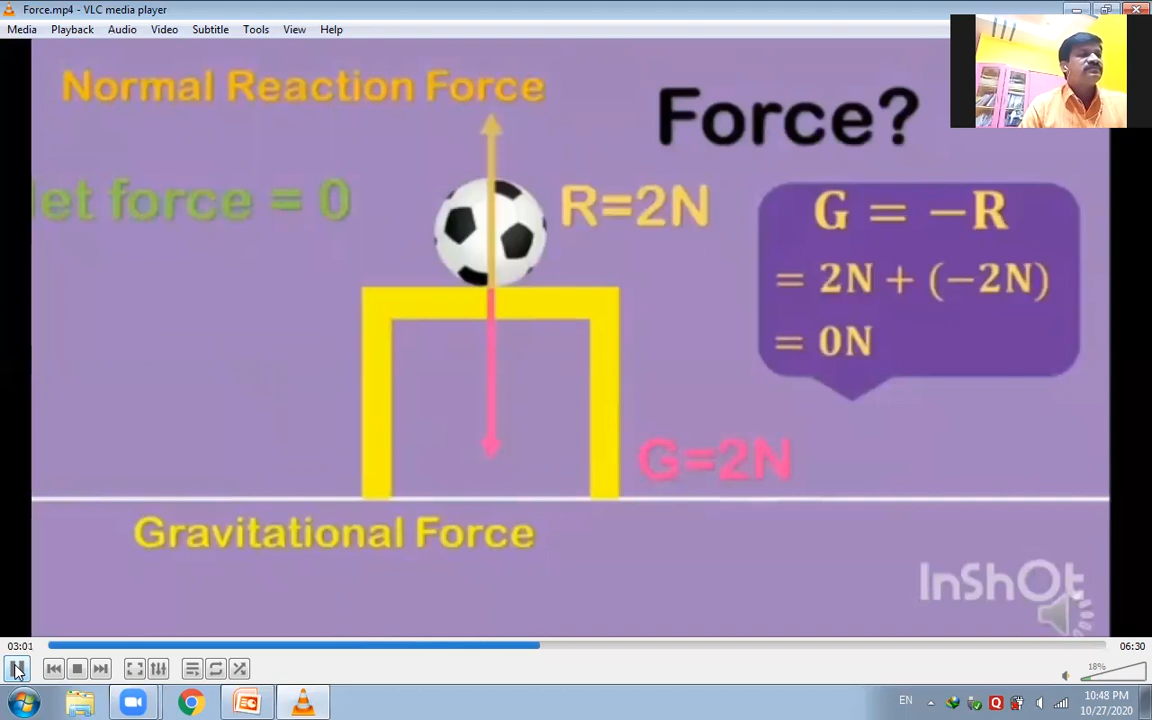 Force.mp4 - VLC media player
Media Playback Audio Video Subtitle Tools View Help
Normal Reaction Force
Force?
et force = 0
R=2N
G = −R
= 2N + (−2N)
= 0N
G=2N
Gravitational Force
InShOt
03:01
06:30
18%
EN
10:48 PM
10/27/2020